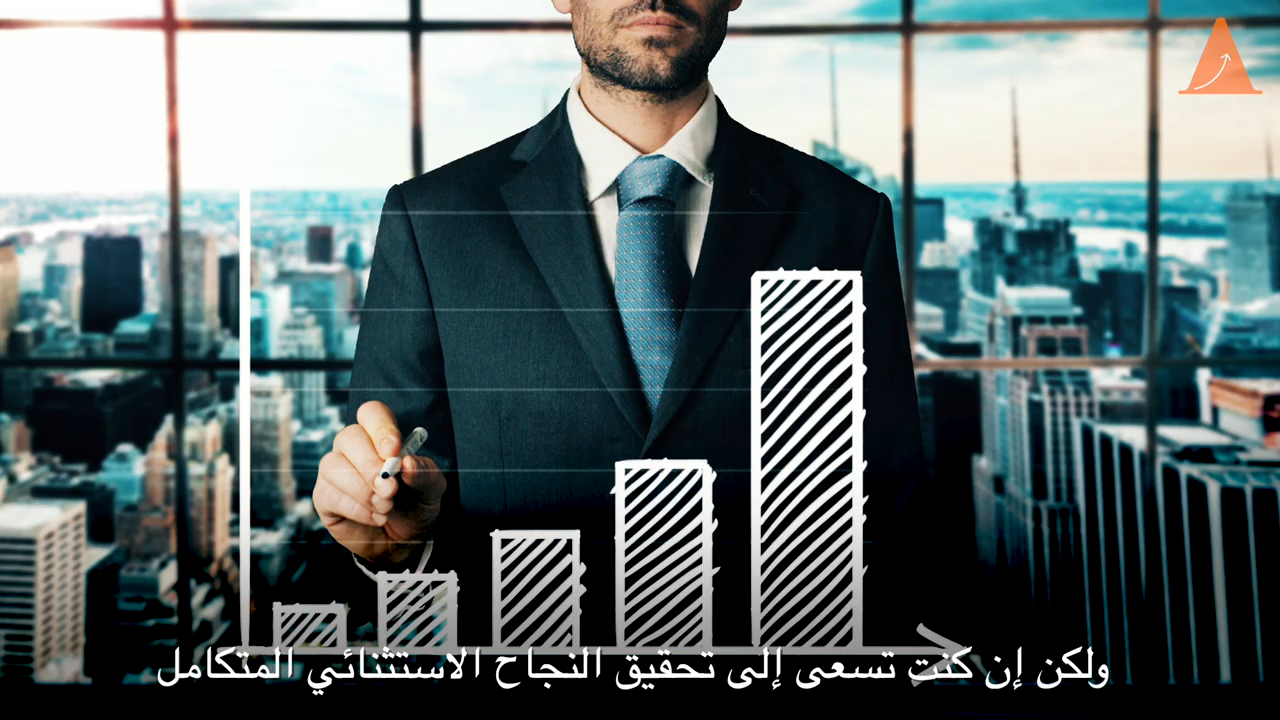 ولكن إن كنت تسعى إلى تحقيق النجاح الاستثنائي المتكامل